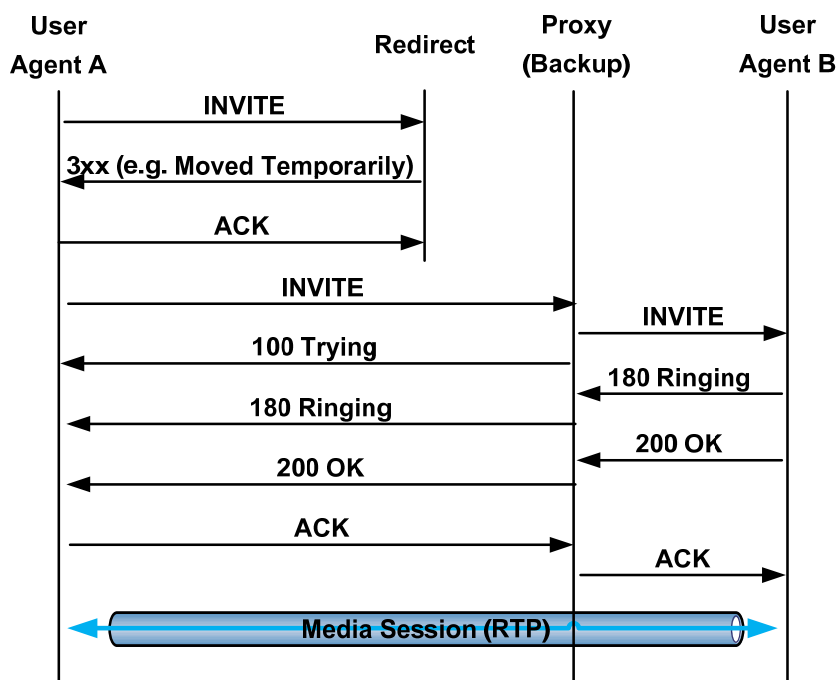 User
Agent A
Redirect
Proxy
(Backup)
User
Agent B
INVITE
3xx (e.g. Moved Temporarily)
ACK
INVITE
INVITE
100 Trying
180 Ringing
180 Ringing
200 OK
200 OK
ACK
ACK
Media Session (RTP)